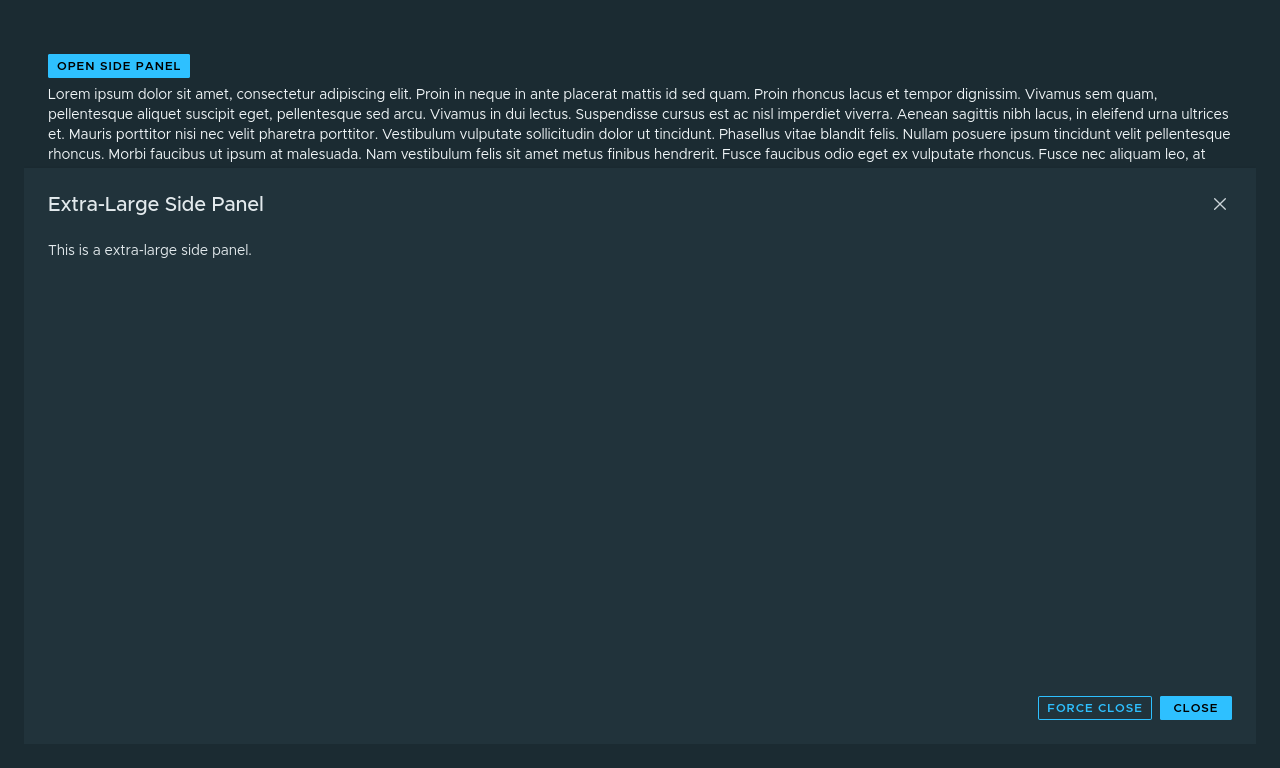 OPEN SIDE PANEL
Lorem ipsum dolor sit amet, consectetur adipiscing elit. Proin in neque in ante placerat mattis id sed quam. Proin rhoncus lacus et tempor dignissim. Vivamus sem quam,
pellentesque aliquet suscipit eget, pellentesque sed arcu. Vivamus in dui lectus. Suspendisse cursus est ac nisl imperdiet viverra. Aenean sagittis nibh lacus, in eleifend urna ultrices
et. Mauris porttitor nisi nec velit pharetra porttitor. Vestibulum vulputate sollicitudin dolor ut tincidunt. Phasellus vitae blandit felis. Nullam posuere ipsum tincidunt velit pellentesque
rhoncus. Morbi faucibus ut ipsum at malesuada. Nam vestibulum felis sit amet metus finibus hendrerit. Fusce faucibus odio eget ex vulputate rhoncus. Fusce nec aliquam leo, at
Extra-Large Side Panel
This is a extra-large side panel.
FORCE CLOSE
CLOSE